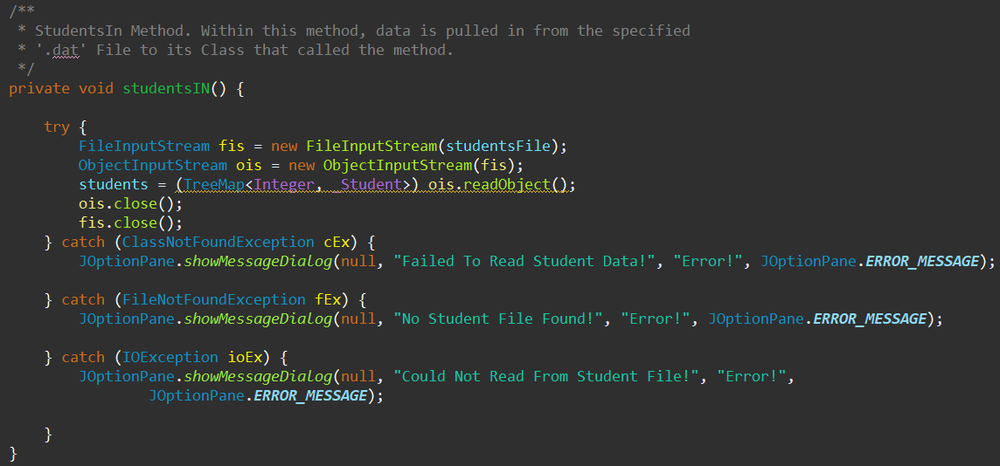 /**
 * StudentsIn Method. Within this method, data is pulled in from the specified
 * '.dat' File to its Class that called the method.
 */
private void studentsIN() {
    try {
        FileInputStream fis = new FileInputStream(studentsFile);
        ObjectInputStream ois = new ObjectInputStream(fis);
        students = (TreeMap<Integer, _Student>) ois.readObject();
        ois.close();
        fis.close();
    } catch (ClassNotFoundException cEx) {
        JOptionPane.showMessageDialog(null, "Failed To Read Student Data!", "Error!", JOptionPane.ERROR_MESSAGE);
    } catch (FileNotFoundException fEx) {
        JOptionPane.showMessageDialog(null, "No Student File Found!", "Error!", JOptionPane.ERROR_MESSAGE);
    } catch (IOException ioEx) {
        JOptionPane.showMessageDialog(null, "Could Not Read From Student File!", "Error!",
                JOptionPane.ERROR_MESSAGE);
    }
}